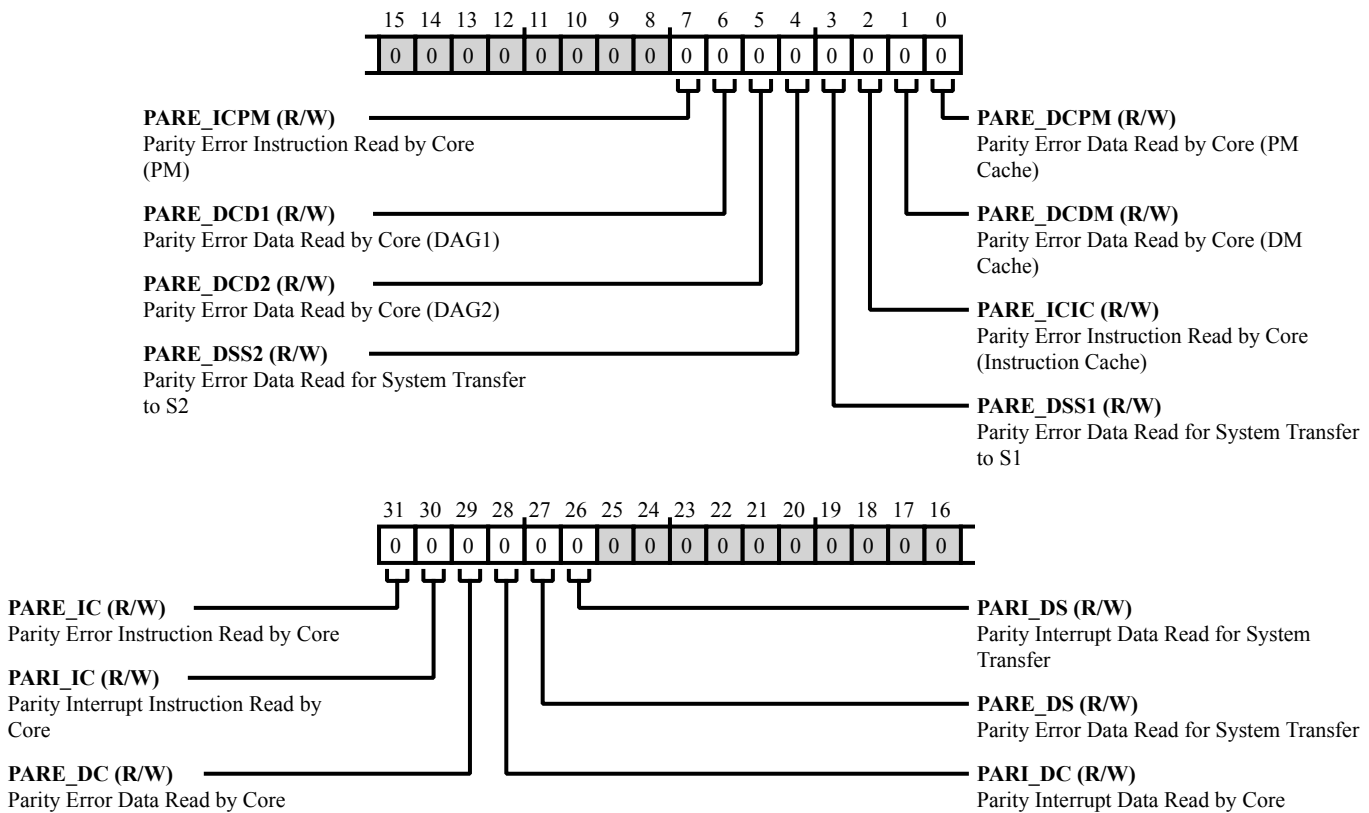 15 14 13 12 11 10 9 8 7 6 5 4 3 2 1 0
0 0 0 0 0 0 0 0 0 0 0 0 0 0 0 0
PARE_ICPM (R/W)
Parity Error Instruction Read by Core
(PM)
PARE_DCD1 (R/W)
Parity Error Data Read by Core (DAG1)
PARE_DCD2 (R/W)
Parity Error Data Read by Core (DAG2)
PARE_DSS2 (R/W)
Parity Error Data Read for System Transfer
to S2
PARE_DCPM (R/W)
Parity Error Data Read by Core (PM
Cache)
PARE_DCDM (R/W)
Parity Error Data Read by Core (DM
Cache)
PARE_ICIC (R/W)
Parity Error Instruction Read by Core
(Instruction Cache)
PARE_DSS1 (R/W)
Parity Error Data Read for System Transfer
to S1
31 30 29 28 27 26 25 24 23 22 21 20 19 18 17 16
0 0 0 0 0 0 0 0 0 0 0 0 0 0 0 0
PARE_IC (R/W)
Parity Error Instruction Read by Core
PARI_IC (R/W)
Parity Interrupt Instruction Read by
Core
PARE_DC (R/W)
Parity Error Data Read by Core
PARI_DS (R/W)
Parity Interrupt Data Read for System
Transfer
PARE_DS (R/W)
Parity Error Data Read for System Transfer
PARI_DC (R/W)
Parity Interrupt Data Read by Core